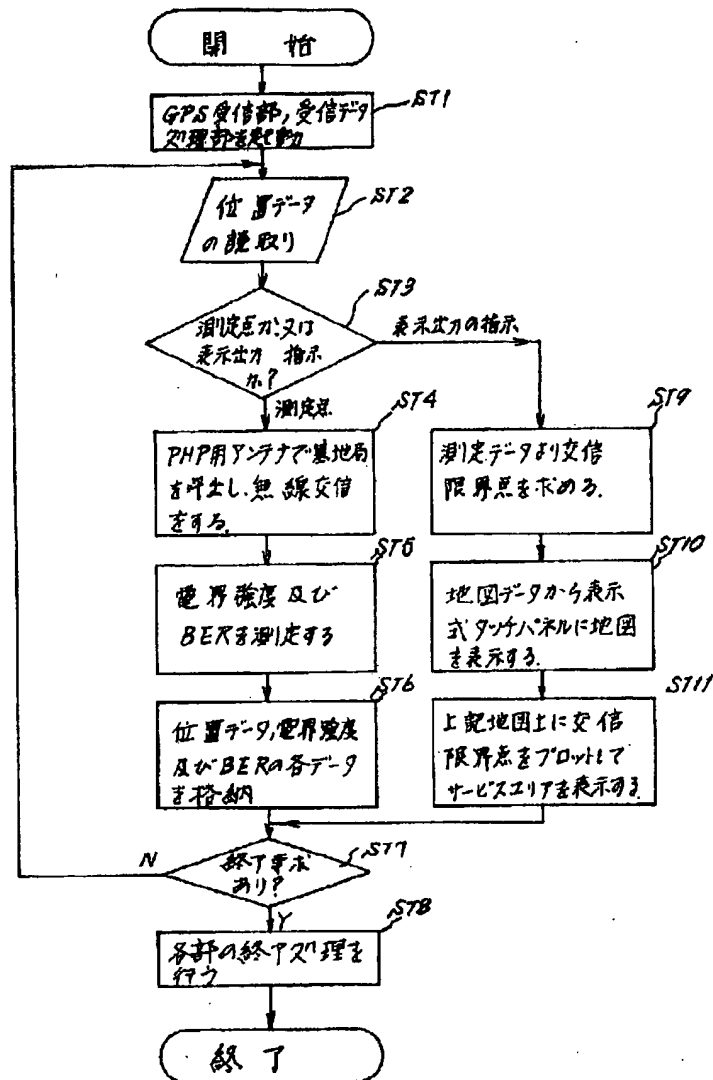 開 始
GPS受信部,受信データ
処理部を起動
ST1
位置データ
の読取り
ST2
測定点か又は
表示出力 指示
か?
ST3
表示出力の指示
測定点
PHP用アンテナで基地局
を呼出し.無線交信
をする.
ST4
電界強度及び
BERを測定する
ST5
位置データ,電界強度
及びBERの各データ
を格納
ST6
測定データより交信
限界点を求める.
ST9
地図データから表示
式タッチパネルに地図
を表示する.
ST10
上記地図上に交信
限界点をプロットして
サービスエリアを表示する.
ST11
終了要求
あり?
ST7
N
Y
各部の終了処理を
行う
ST8
終 了